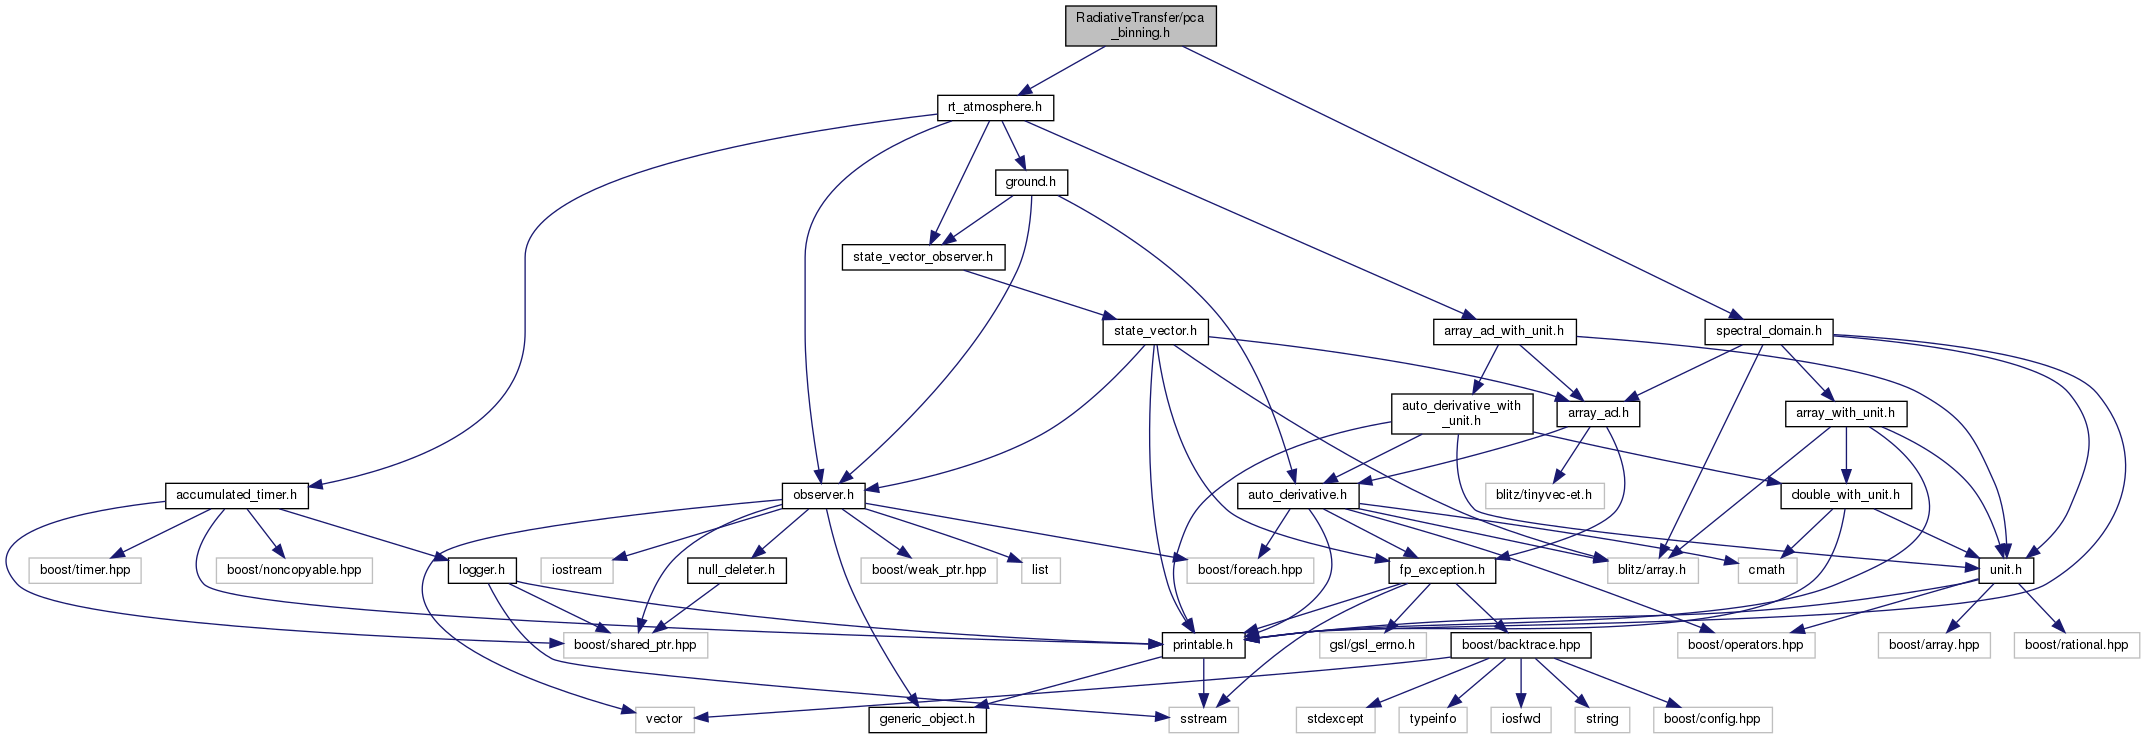 RadiativeTransfer/pca
_binning.h
rt_atmosphere.h
ground.h
state_vector_observer.h
state_vector.h
array_ad_with_unit.h
spectral_domain.h
auto_derivative_with
_unit.h
array_ad.h
array_with_unit.h
accumulated_timer.h
observer.h
auto_derivative.h
blitz/tinyvec-et.h
double_with_unit.h
boost/timer.hpp
boost/noncopyable.hpp
logger.h
iostream
null_deleter.h
boost/weak_ptr.hpp
list
boost/foreach.hpp
fp_exception.h
blitz/array.h
cmath
unit.h
boost/shared_ptr.hpp
printable.h
gsl/gsl_errno.h
boost/backtrace.hpp
boost/operators.hpp
boost/array.hpp
boost/rational.hpp
vector
generic_object.h
sstream
stdexcept
typeinfo
iosfwd
string
boost/config.hpp